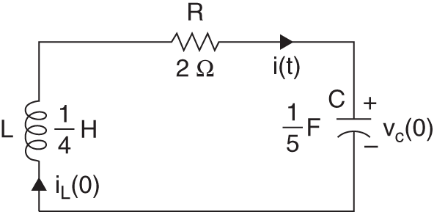 R
2 Ω
i(t)
L
1/4 H
1/5 F
C
+
v_c(0)
−
i_L(0)